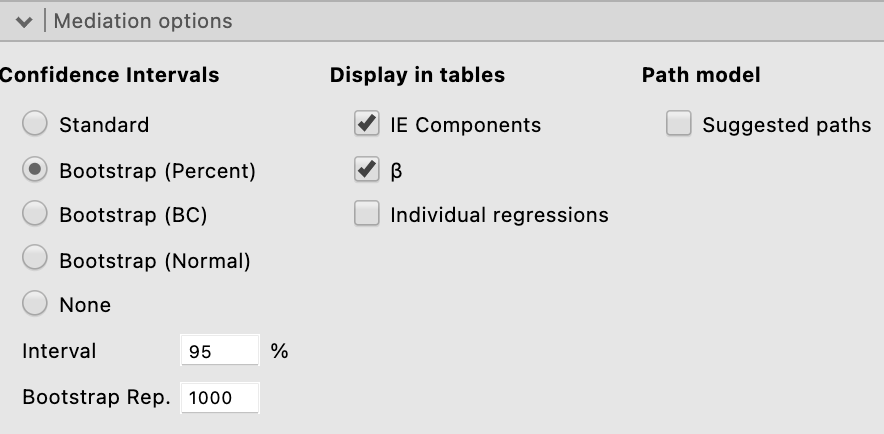 Mediation options
Confidence Intervals
Standard
Bootstrap (Percent)
Bootstrap (BC)
Bootstrap (Normal)
None
Interval 95 %
Bootstrap Rep. 1000
Display in tables
IE Components
β
Individual regressions
Path model
Suggested paths